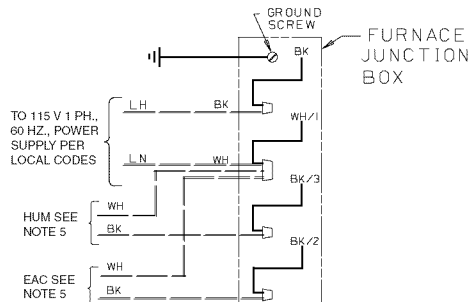 GROUND
SCREW
FURNACE
JUNCTION
BOX
BK
TO 115 V 1 PH.,
60 HZ., POWER
SUPPLY PER
LOCAL CODES
LH
BK
WH/1
LN
WH
BK/3
HUM SEE
NOTE 5
WH
BK
BK/2
EAC SEE
NOTE 5
WH
BK